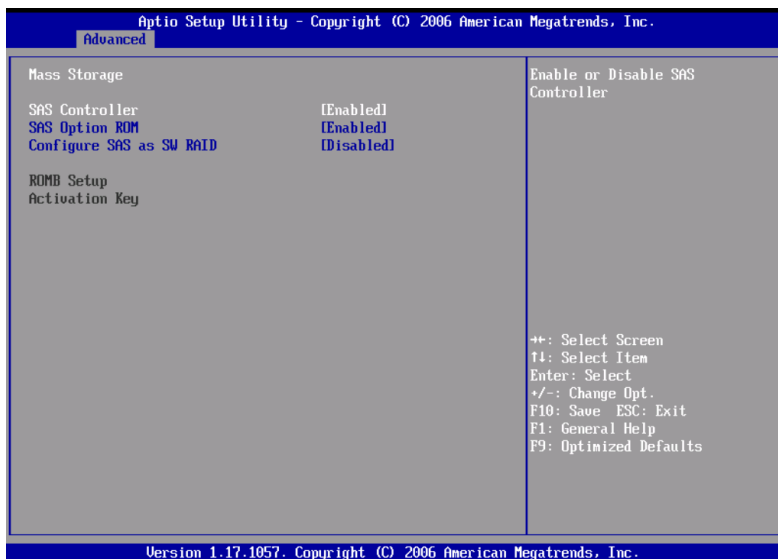 Aptio Setup Utility - Copyright (C) 2006 American Megatrends, Inc.
Advanced
Mass Storage
SAS Controller [Enabled]
SAS Option ROM [Enabled]
Configure SAS as SW RAID [Disabled]
ROMB Setup
Activation Key
Enable or Disable SAS
Controller
→←: Select Screen
↑↓: Select Item
Enter: Select
+/-: Change Opt.
F10: Save ESC: Exit
F1: General Help
F9: Optimized Defaults
Version 1.17.1057. Copyright (C) 2006 American Megatrends, Inc.